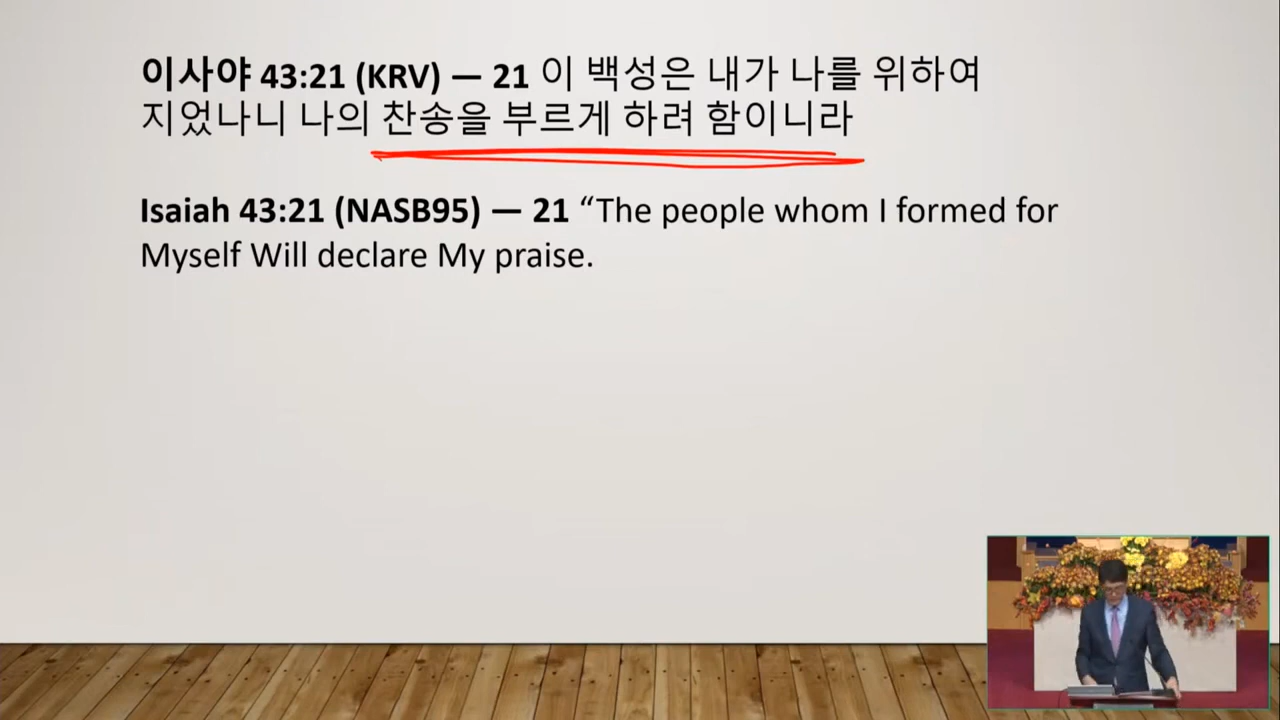 이사야 43:21 (KRV) — 21 이 백성은 내가 나를 위하여
지었나니 나의 찬송을 부르게 하려 함이니라
Isaiah 43:21 (NASB95) — 21 “The people whom I formed for
Myself Will declare My praise.